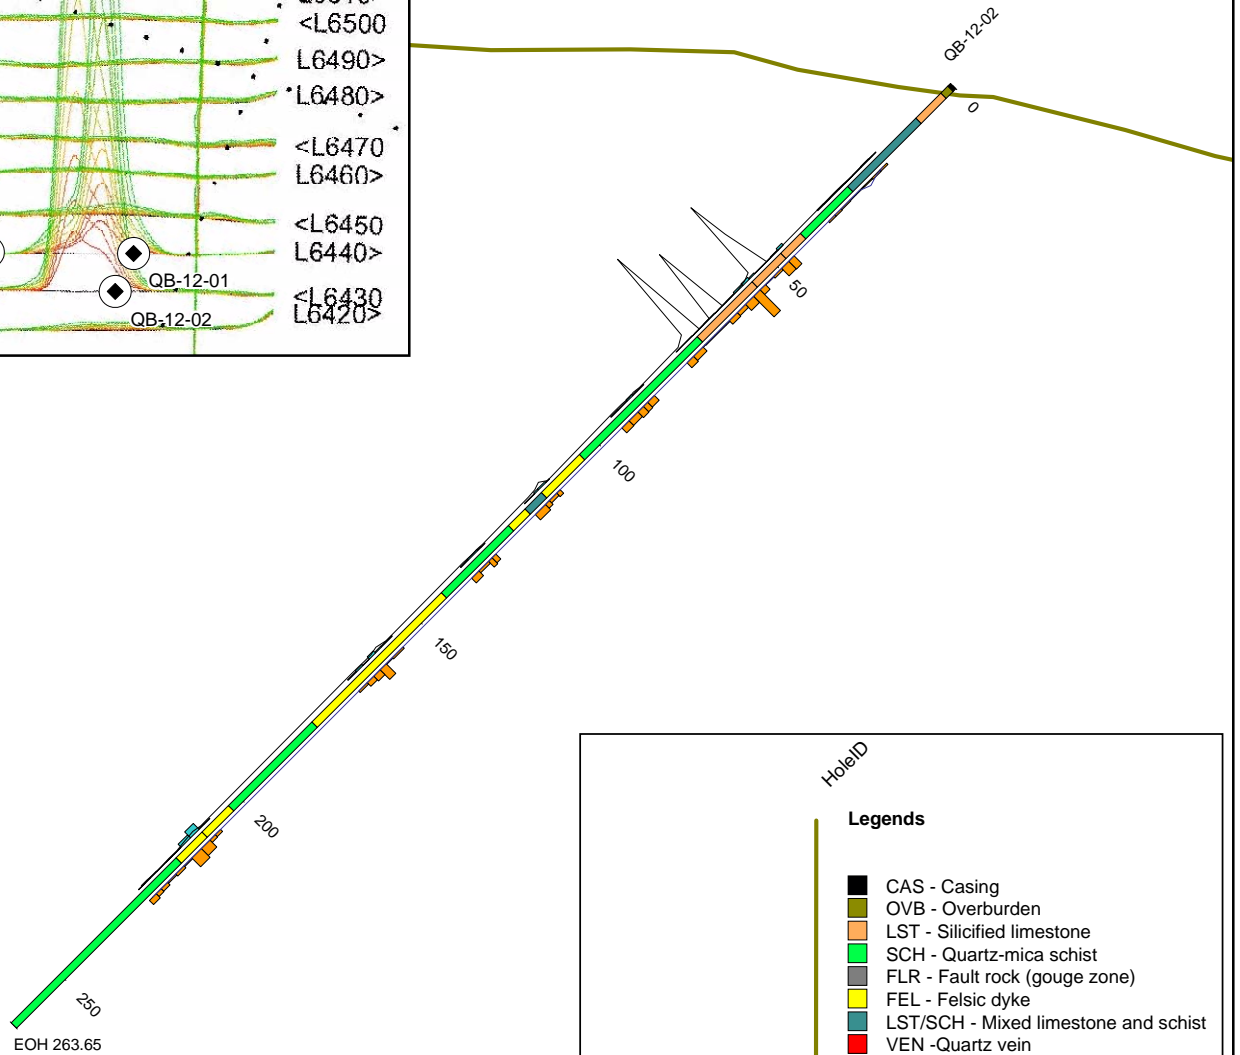 <L6500
L6490>
L6480>
<L6470
L6460>
<L6450
L6440>
QB-12-01
<L6430
L6420>
QB-12-02
QB-12-02
0
50
100
150
200
250
EOH 263.65
HoleID
Legends
CAS - Casing
OVB - Overburden
LST - Silicified limestone
SCH - Quartz-mica schist
FLR - Fault rock (gouge zone)
FEL - Felsic dyke
LST/SCH - Mixed limestone and schist
VEN -Quartz vein